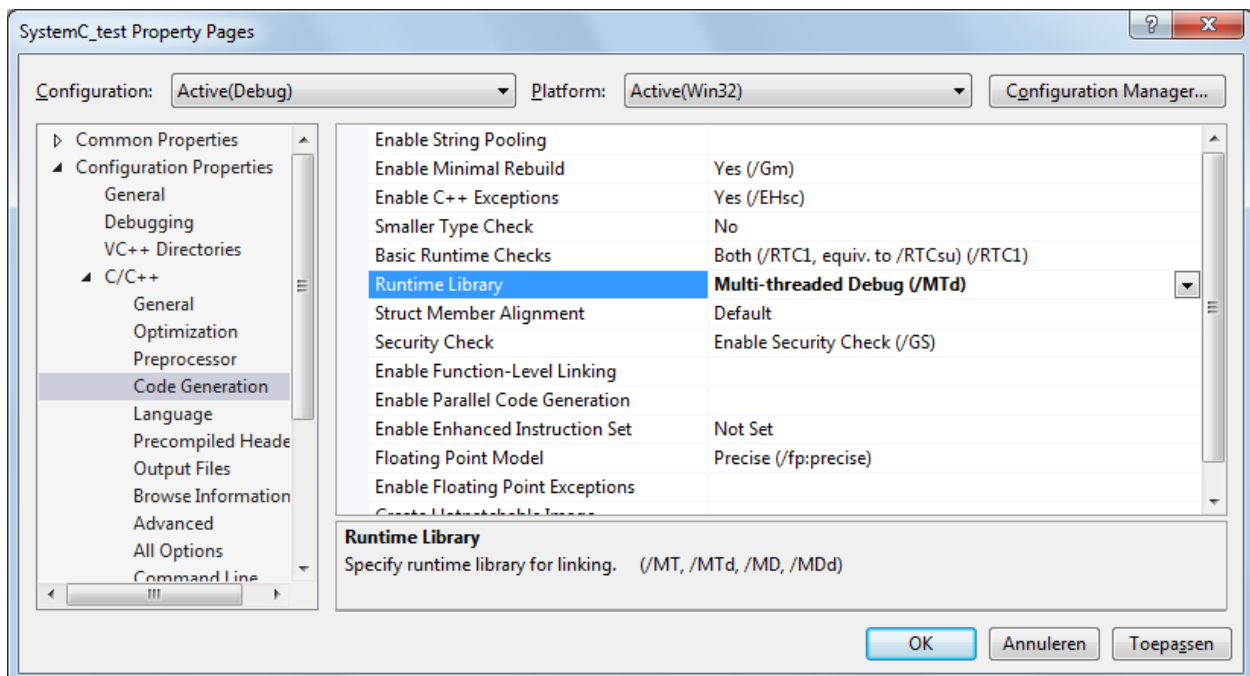 SystemC_test Property Pages
Configuration: Active(Debug) Platform: Active(Win32) Configuration Manager...
Common Properties
Configuration Properties
General
Debugging
VC++ Directories
C/C++
General
Optimization
Preprocessor
Code Generation
Language
Precompiled Heade
Output Files
Browse Information
Advanced
All Options
Command Line
Enable String Pooling
Enable Minimal Rebuild Yes (/Gm)
Enable C++ Exceptions Yes (/EHsc)
Smaller Type Check No
Basic Runtime Checks Both (/RTC1, equiv. to /RTCsu) (/RTC1)
Runtime Library Multi-threaded Debug (/MTd)
Struct Member Alignment Default
Security Check Enable Security Check (/GS)
Enable Function-Level Linking
Enable Parallel Code Generation
Enable Enhanced Instruction Set Not Set
Floating Point Model Precise (/fp:precise)
Enable Floating Point Exceptions
Create Hotpatchable Image
Runtime Library
Specify runtime library for linking. (/MT, /MTd, /MD, /MDd)
OK Annuleren Toepassen